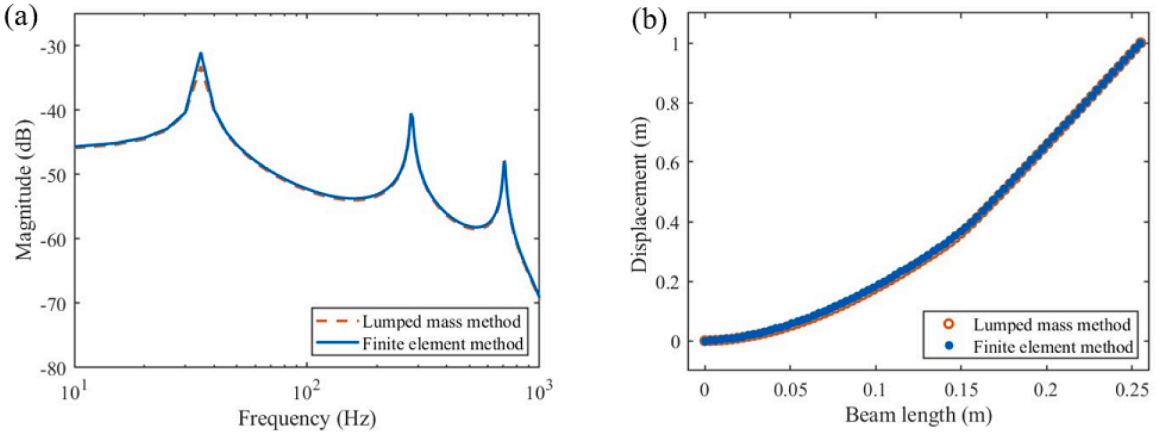 (a)
-30
-40
-50
-60
-70
-80
Magnitude (dB)
10^1
10^2
10^3
Frequency (Hz)
Lumped mass method
Finite element method
(b)
1
0.8
0.6
0.4
0.2
0
Displacement (m)
0
0.05
0.1
0.15
0.2
0.25
Beam length (m)
Lumped mass method
Finite element method